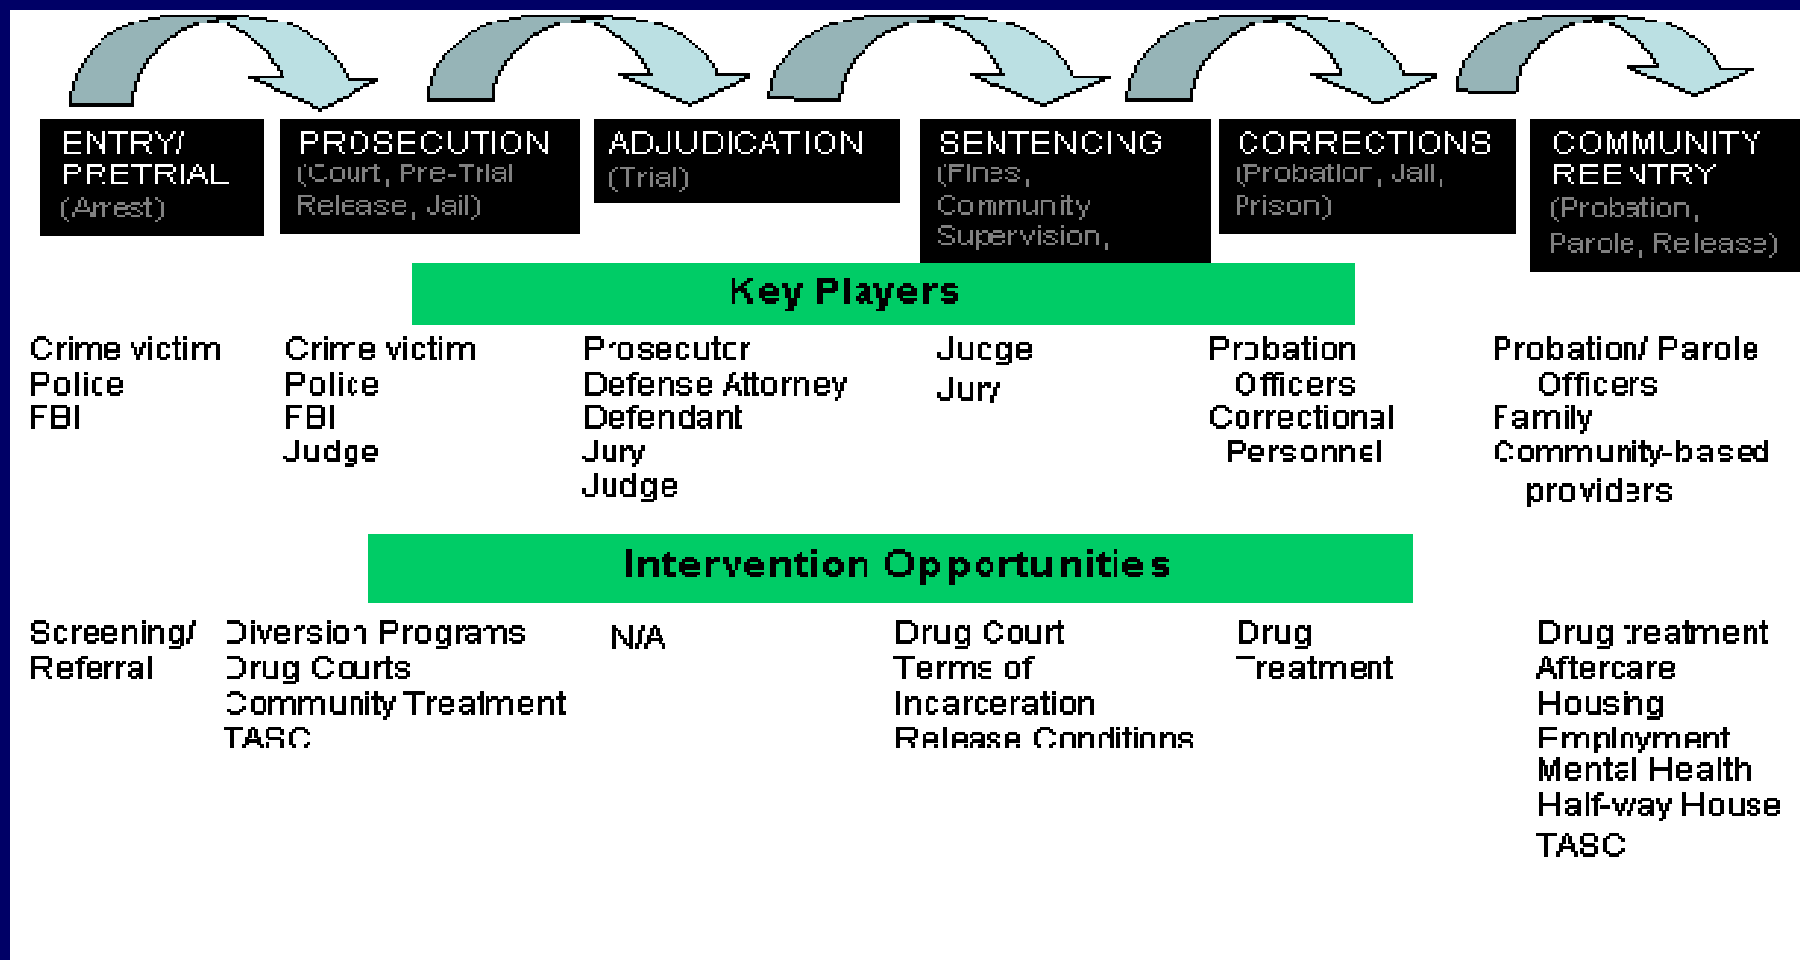 ENTRY/
PRETRIAL
(Arrest)
PROSECUTION
(Court, Pre-Trial
Release, Jail)
ADJUDICATION
(Trial)
SENTENCING
(Fines,
Community
Supervision,
CORRECTIONS
(Probation, Jail,
Prison)
COMMUNITY
REENTRY
(Probation,
Parole, Release)
Key Players
Crime victim
Police
FBI
Crime victim
Police
FBI
Judge
Prosecutor
Defense Attorney
Defendant
Jury
Judge
Judge
Jury
Probation
Officers
Correctional
Personnel
Probation/ Parole
Officers
Family
Community-based
providers
Intervention Opportunities
Screening/
Referral
Diversion Programs
Drug Courts
Community Treatment
TASC
N/A
Drug Court
Terms of
Incarceration
Release Conditions
Drug
Treatment
Drug treatment
Aftercare
Housing
Employment
Mental Health
Half-way House
TASC